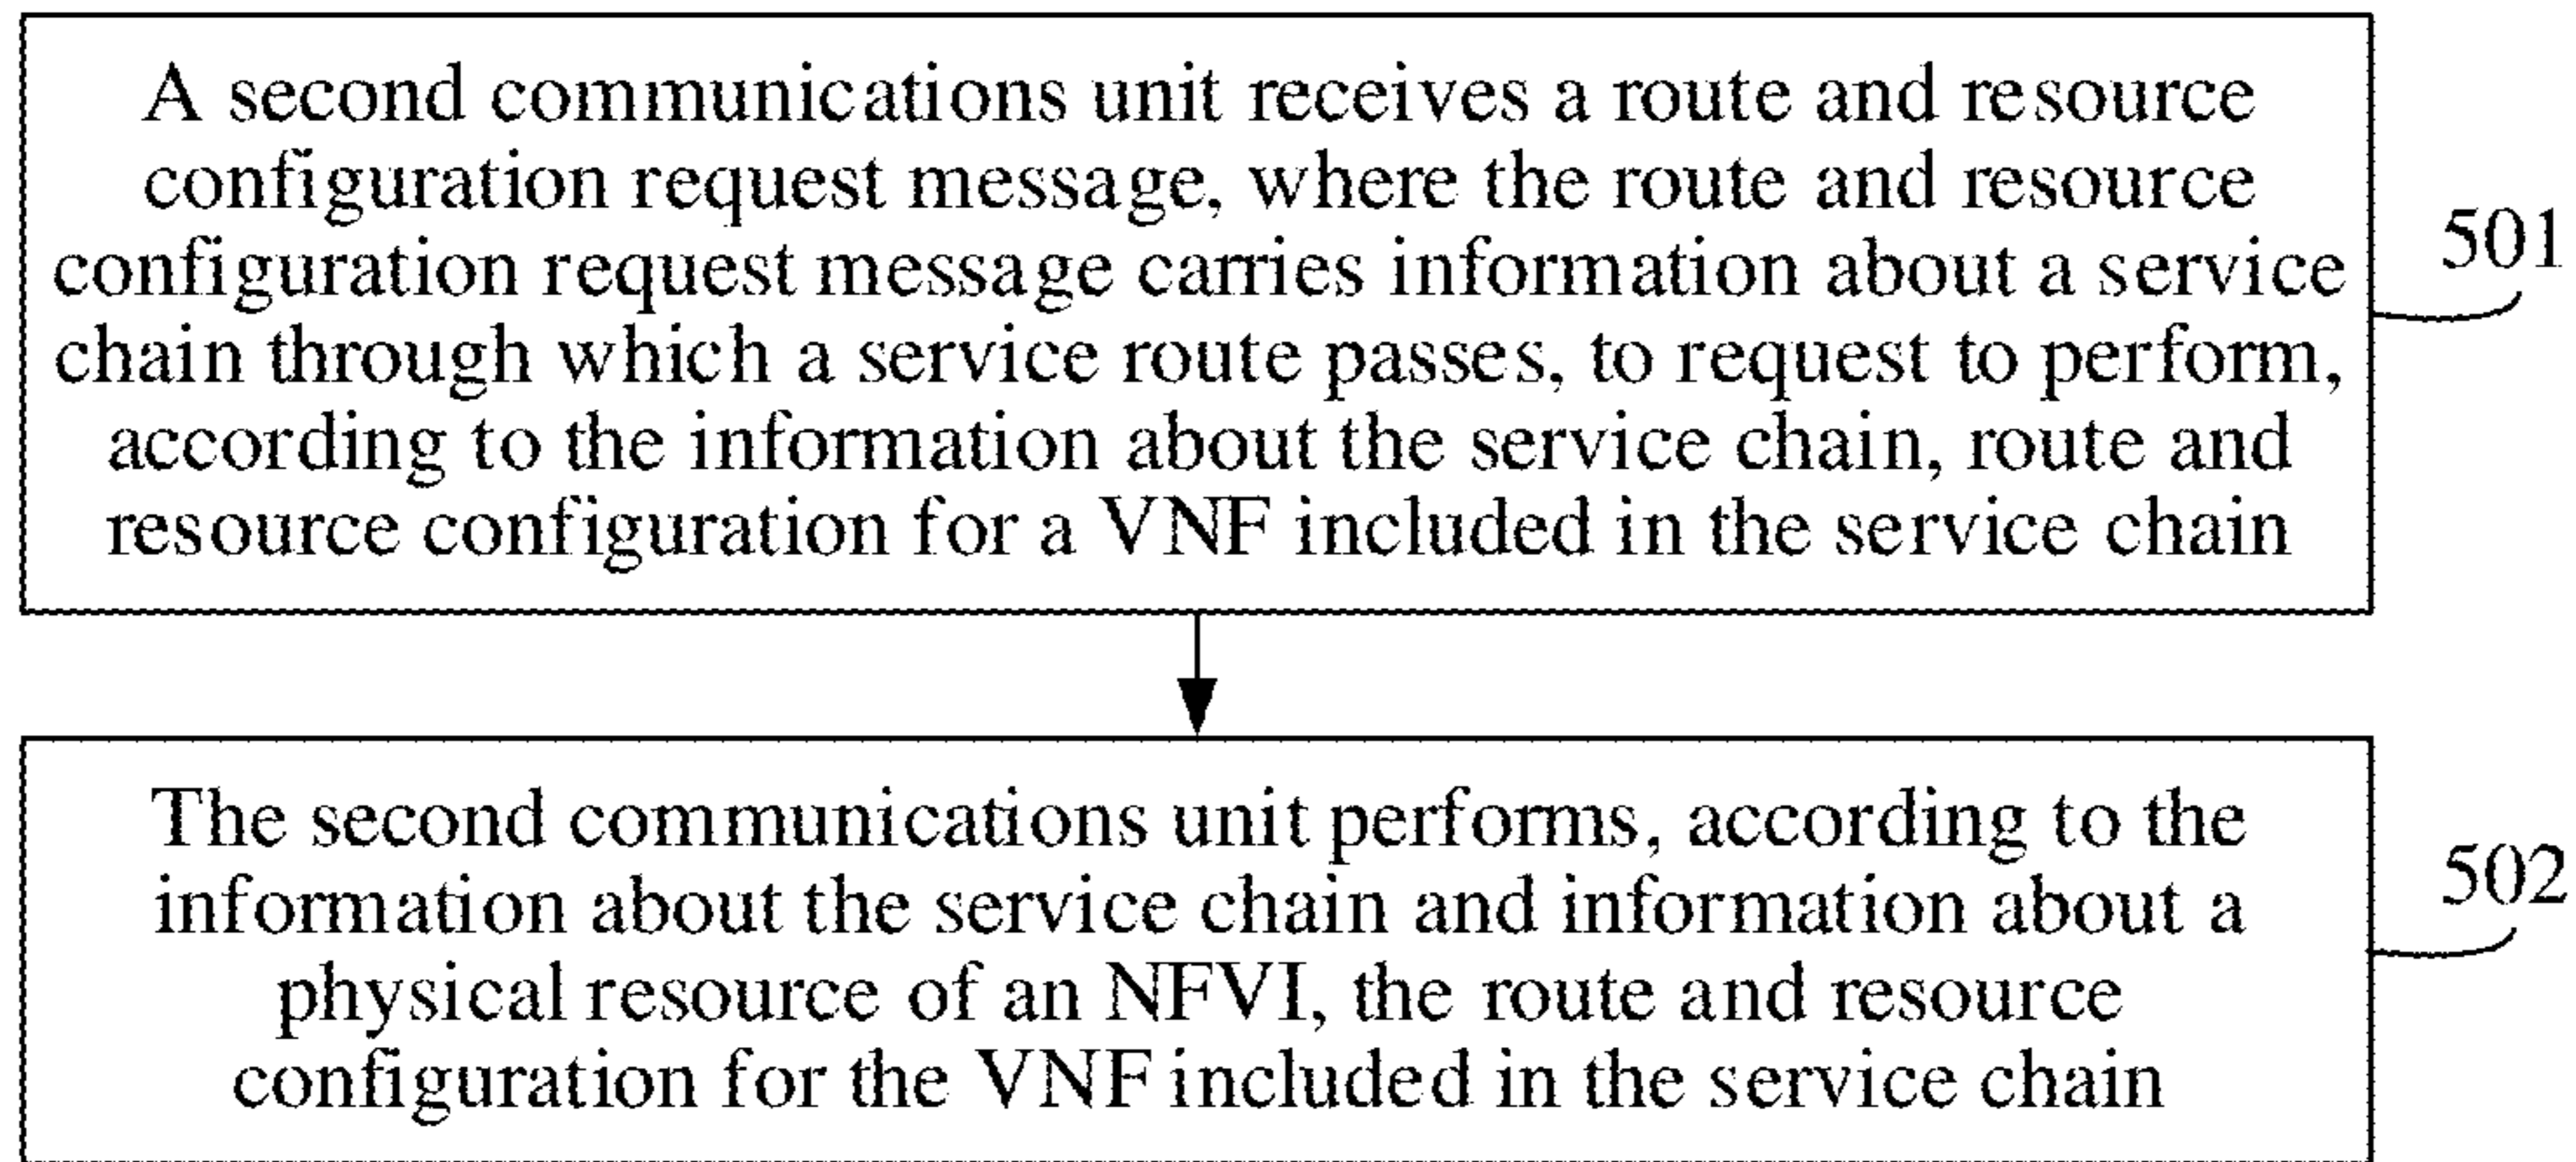 A second communications unit receives a route and resource
configuration request message, where the route and resource
configuration request message carries information about a service
chain through which a service route passes, to request to perform,
according to the information about the service chain, route and
resource configuration for a VNF included in the service chain
501
The second communications unit performs, according to the
information about the service chain and information about a
physical resource of an NFVI, the route and resource
configuration for the VNF included in the service chain
502